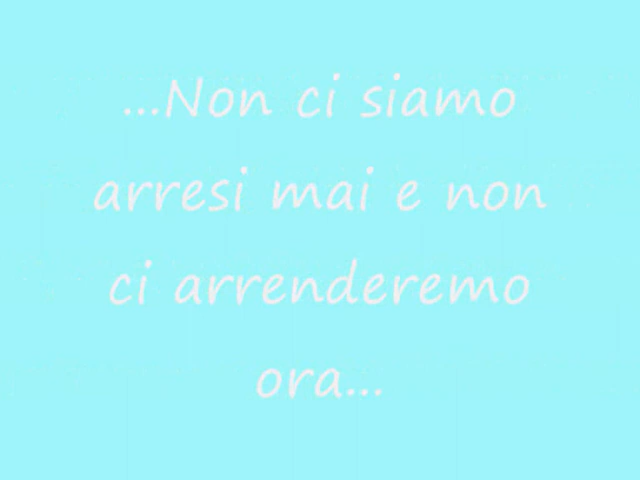 ...Non ci siamo
arresi mai e non
ci arrenderemo
ora...